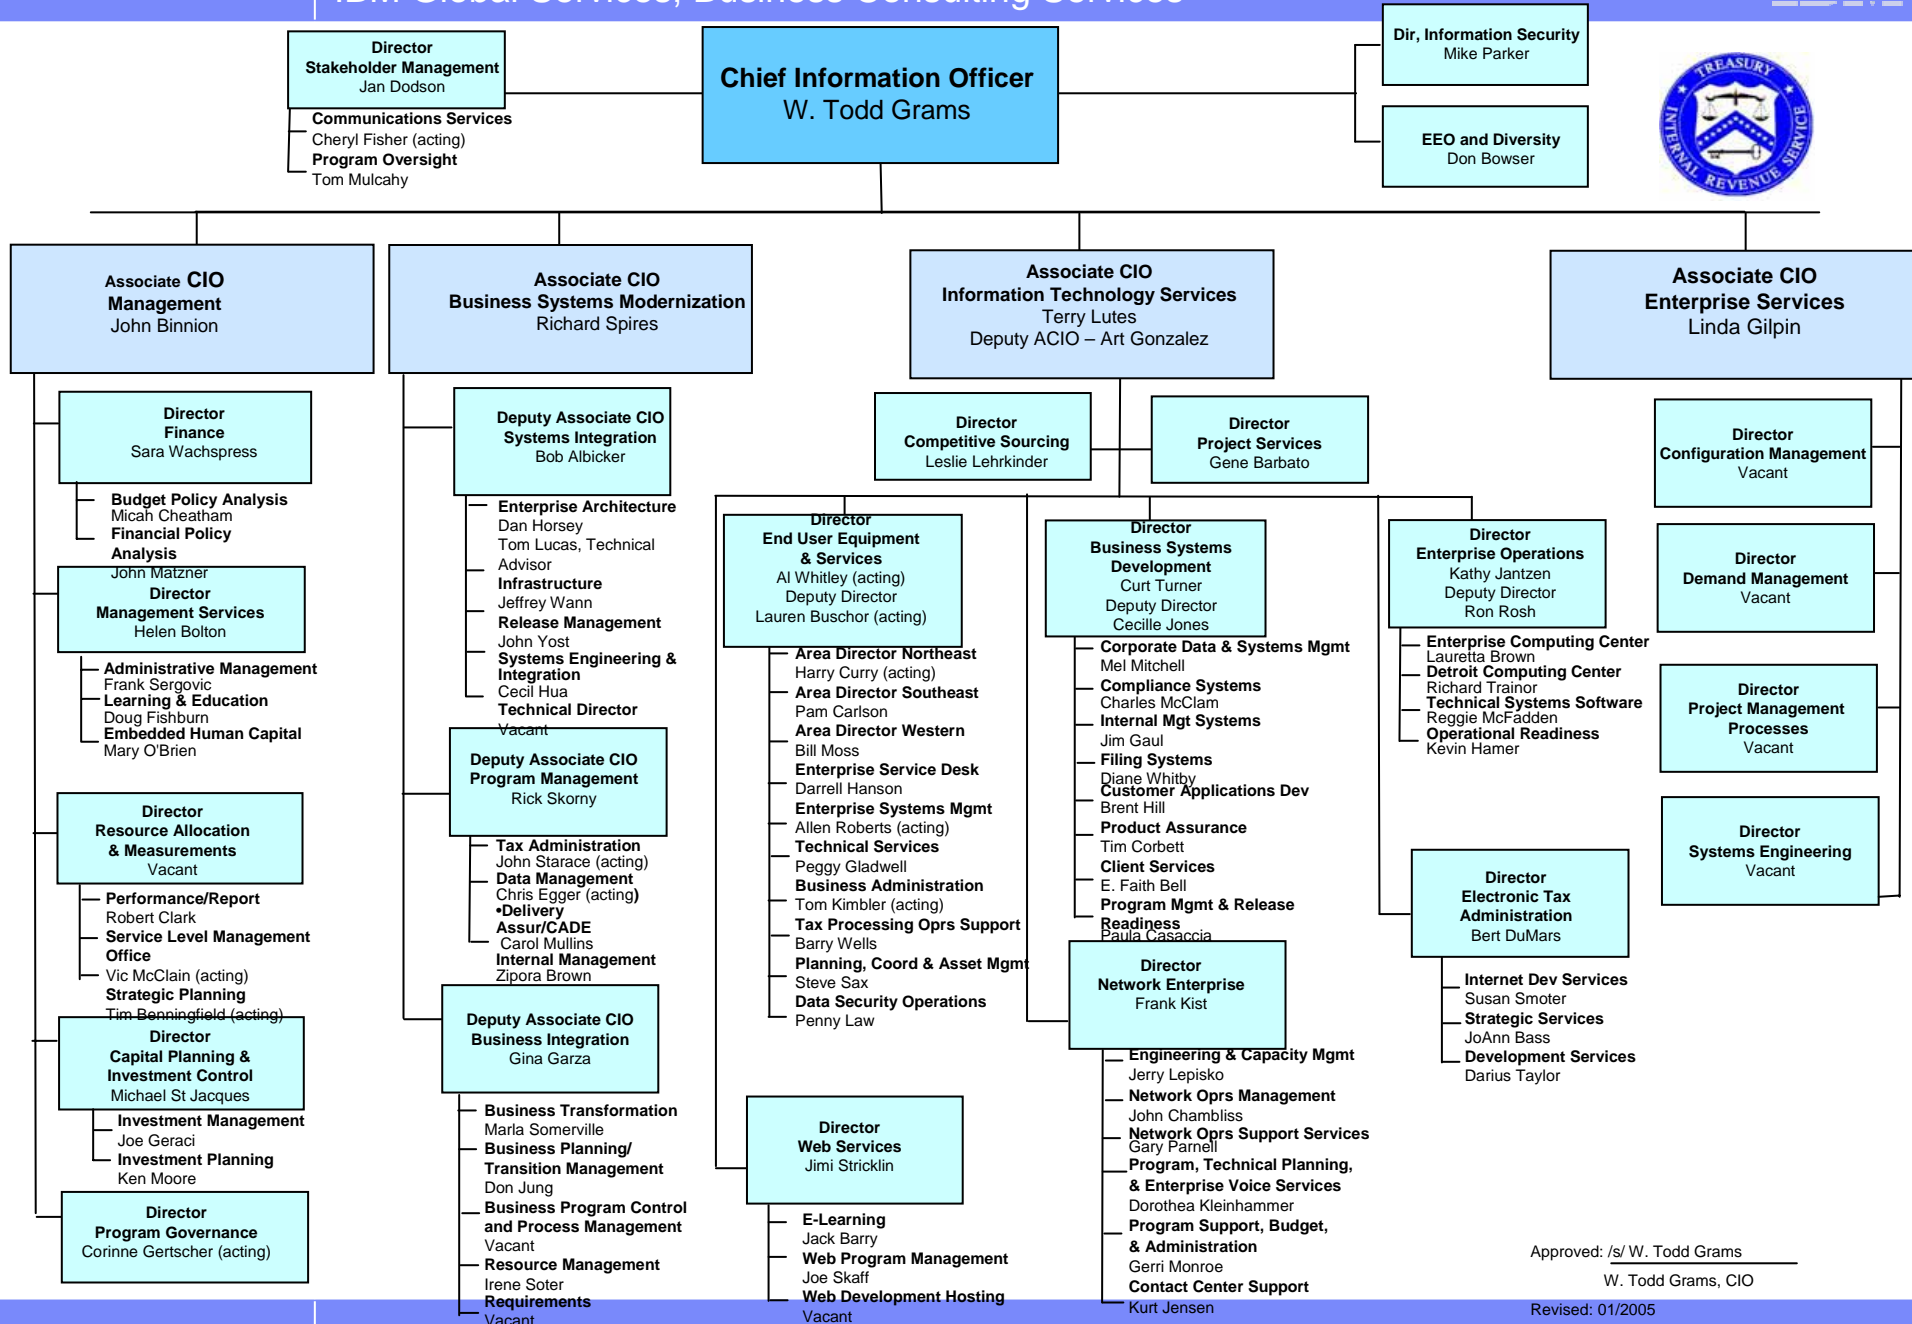 IBM Global Services, Business Consulting Services
Director
Stakeholder Management
Jan Dodson
Communications Services
Cheryl Fisher (acting)
Program Oversight
Tom Mulcahy
Chief Information Officer
W. Todd Grams
Dir, Information Security
Mike Parker
EEO and Diversity
Don Bowser
TREASURY
INTERNAL REVENUE SERVICE
Associate CIO
Management
John Binnion
Director
Finance
Sara Wachspress
Budget Policy Analysis
Micah Cheatham
Financial Policy
Analysis
John Matzner
Director
Management Services
Helen Bolton
Administrative Management
Frank Sergovic
Learning & Education
Doug Fishburn
Embedded Human Capital
Mary O'Brien
Director
Resource Allocation
& Measurements
Vacant
Performance/Report
Robert Clark
Service Level Management
Office
Vic McClain (acting)
Strategic Planning
Tim Benningfield (acting)
Director
Capital Planning &
Investment Control
Michael St Jacques
Investment Management
Joe Geraci
Investment Planning
Ken Moore
Director
Program Governance
Corinne Gertscher (acting)
Associate CIO
Business Systems Modernization
Richard Spires
Deputy Associate CIO
Systems Integration
Bob Albicker
Enterprise Architecture
Dan Horsey
Tom Lucas, Technical
Advisor
Infrastructure
Jeffrey Wann
Release Management
John Yost
Systems Engineering &
Integration
Cecil Hua
Technical Director
Vacant
Deputy Associate CIO
Program Management
Rick Skorny
Tax Administration
John Starace (acting)
Data Management
Chris Egger (acting)
•Delivery
Assur/CADE
Carol Mullins
Internal Management
Zipora Brown
Deputy Associate CIO
Business Integration
Gina Garza
Business Transformation
Marla Somerville
Business Planning/
Transition Management
Don Jung
Business Program Control
and Process Management
Vacant
Resource Management
Irene Soter
Requirements
Vacant
Associate CIO
Information Technology Services
Terry Lutes
Deputy ACIO – Art Gonzalez
Director
Competitive Sourcing
Leslie Lehrkinder
Director
Project Services
Gene Barbato
Director
End User Equipment
& Services
Al Whitley (acting)
Deputy Director
Lauren Buschor (acting)
Area Director Northeast
Harry Curry (acting)
Area Director Southeast
Pam Carlson
Area Director Western
Bill Moss
Enterprise Service Desk
Darrell Hanson
Enterprise Systems Mgmt
Allen Roberts (acting)
Technical Services
Peggy Gladwell
Business Administration
Tom Kimbler (acting)
Tax Processing Oprs Support
Barry Wells
Planning, Coord & Asset Mgmt
Steve Sax
Data Security Operations
Penny Law
Director
Web Services
Jimi Stricklin
E-Learning
Jack Barry
Web Program Management
Joe Skaff
Web Development Hosting
Vacant
Director
Business Systems
Development
Curt Turner
Deputy Director
Cecille Jones
Corporate Data & Systems Mgmt
Mel Mitchell
Compliance Systems
Charles McClam
Internal Mgt Systems
Jim Gaul
Filing Systems
Diane Whitby
Customer Applications Dev
Brent Hill
Product Assurance
Tim Corbett
Client Services
E. Faith Bell
Program Mgmt & Release
Readiness
Paula Casaccia
Director
Network Enterprise
Frank Kist
Engineering & Capacity Mgmt
Jerry Lepisko
Network Oprs Management
John Chambliss
Network Oprs Support Services
Gary Parnell
Program, Technical Planning,
& Enterprise Voice Services
Dorothea Kleinhammer
Program Support, Budget,
& Administration
Gerri Monroe
Contact Center Support
Kurt Jensen
Director
Enterprise Operations
Kathy Jantzen
Deputy Director
Ron Rosh
Enterprise Computing Center
Lauretta Brown
Detroit Computing Center
Richard Trainor
Technical Systems Software
Reggie McFadden
Operational Readiness
Kevin Hamer
Director
Electronic Tax
Administration
Bert DuMars
Internet Dev Services
Susan Smoter
Strategic Services
JoAnn Bass
Development Services
Darius Taylor
Associate CIO
Enterprise Services
Linda Gilpin
Director
Configuration Management
Vacant
Director
Demand Management
Vacant
Director
Project Management
Processes
Vacant
Director
Systems Engineering
Vacant
Approved: /s/ W. Todd Grams
W. Todd Grams, CIO
Revised: 01/2005